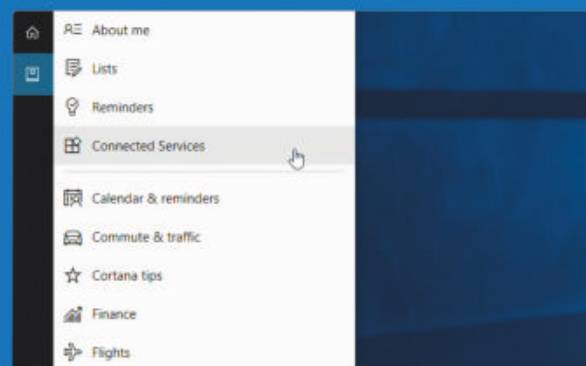 About me
Lists
Reminders
Connected Services
Calendar & reminders
Commute & traffic
Cortana tips
Finance
Flights